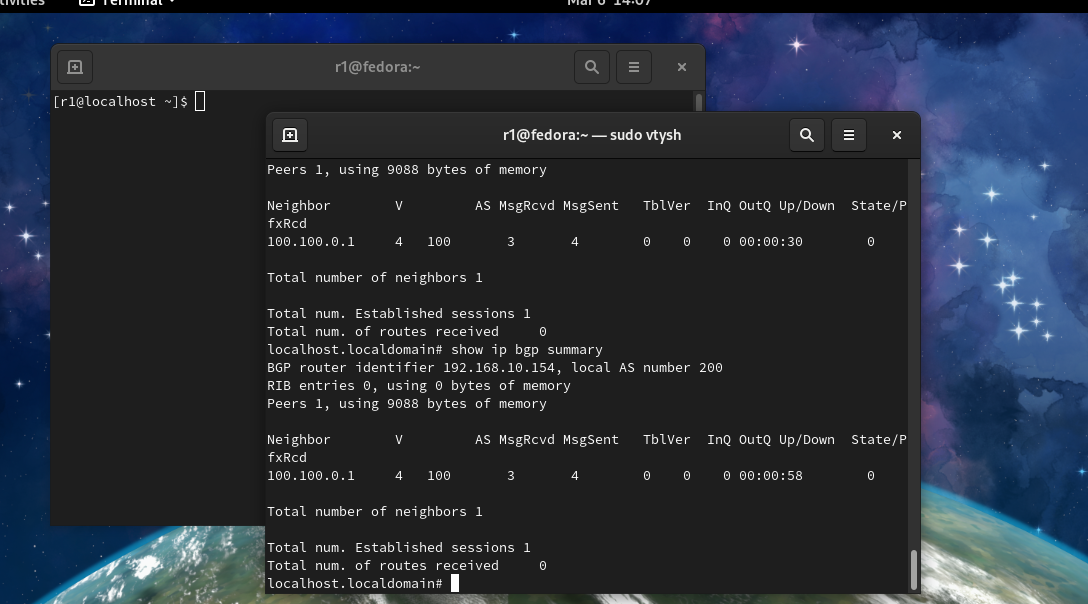 Terminal
Mar 6 14:07
r1@fedora:~
[r1@localhost ~]$
r1@fedora:~ — sudo vtysh
Peers 1, using 9088 bytes of memory
Neighbor        V         AS MsgRcvd MsgSent   TblVer  InQ OutQ Up/Down  State/P
fxRcd
100.100.0.1     4   100       3       4        0    0    0 00:00:30        0
Total number of neighbors 1
Total num. Established sessions 1
Total num. of routes received     0
localhost.localdomain# show ip bgp summary
BGP router identifier 192.168.10.154, local AS number 200
RIB entries 0, using 0 bytes of memory
Peers 1, using 9088 bytes of memory
Neighbor        V         AS MsgRcvd MsgSent   TblVer  InQ OutQ Up/Down  State/P
fxRcd
100.100.0.1     4   100       3       4        0    0    0 00:00:58        0
Total number of neighbors 1
Total num. Established sessions 1
Total num. of routes received     0
localhost.localdomain#